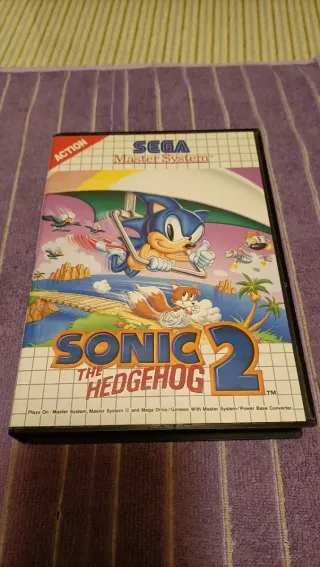 ACTION
SEGA
Master System™
SONIC 2
THE
HEDGEHOG
™
Plays On: Master System, Master System II and Mega Drive/Genesis With Master System/Power Base Converter.